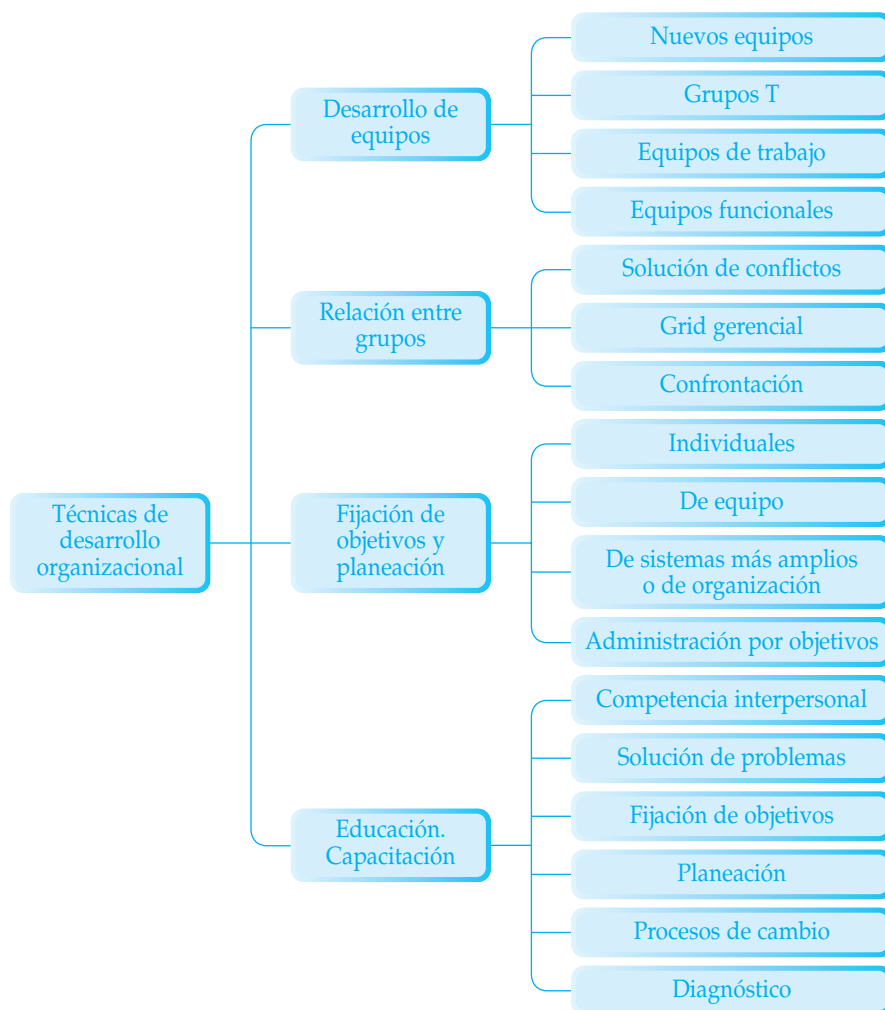 Técnicas de
desarrollo
organizacional
Desarrollo de
equipos
Nuevos equipos
Grupos T
Equipos de trabajo
Equipos funcionales
Relación entre
grupos
Solución de conflictos
Grid gerencial
Confrontación
Fijación de
objetivos y
planeación
Individuales
De equipo
De sistemas más amplios
o de organización
Administración por objetivos
Educación.
Capacitación
Competencia interpersonal
Solución de problemas
Fijación de objetivos
Planeación
Procesos de cambio
Diagnóstico